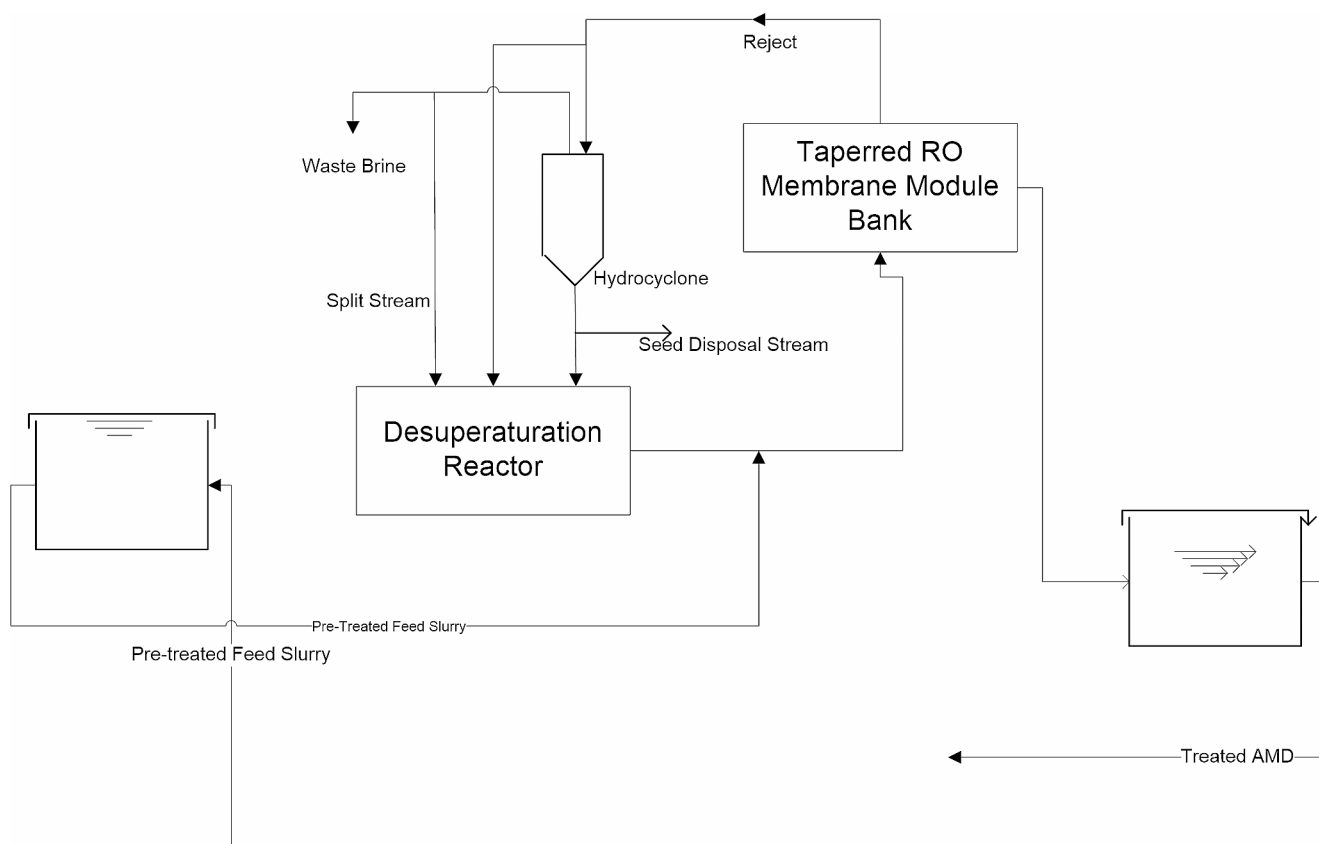 Reject
Taperred RO
Membrane Module
Bank
Waste Brine
Hydrocyclone
Split Stream
Seed Disposal Stream
Desuperaturation
Reactor
Pre-Treated Feed Slurry
Pre-treated Feed Slurry
Treated AMD